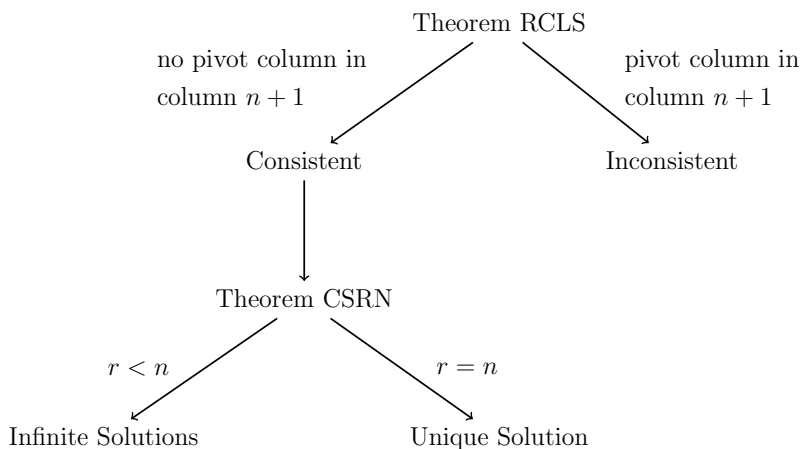 Theorem RCLS
no pivot column in
column n + 1
pivot column in
column n + 1
Consistent
Inconsistent
Theorem CSRN
r < n
r = n
Infinite Solutions
Unique Solution